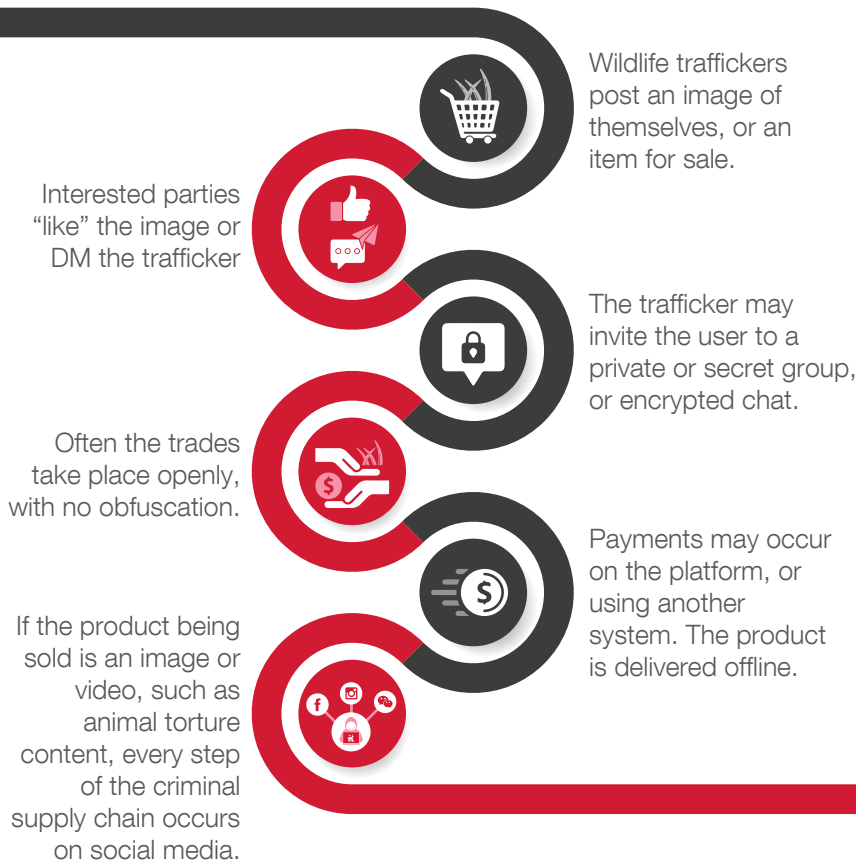 Wildlife traffickers
post an image of
themselves, or an
item for sale.
Interested parties
“like” the image or
DM the trafficker
The trafficker may
invite the user to a
private or secret group,
or encrypted chat.
Often the trades
take place openly,
with no obfuscation.
Payments may occur
on the platform, or
using another
system. The product
is delivered offline.
If the product being
sold is an image or
video, such as
animal torture
content, every step
of the criminal
supply chain occurs
on social media.